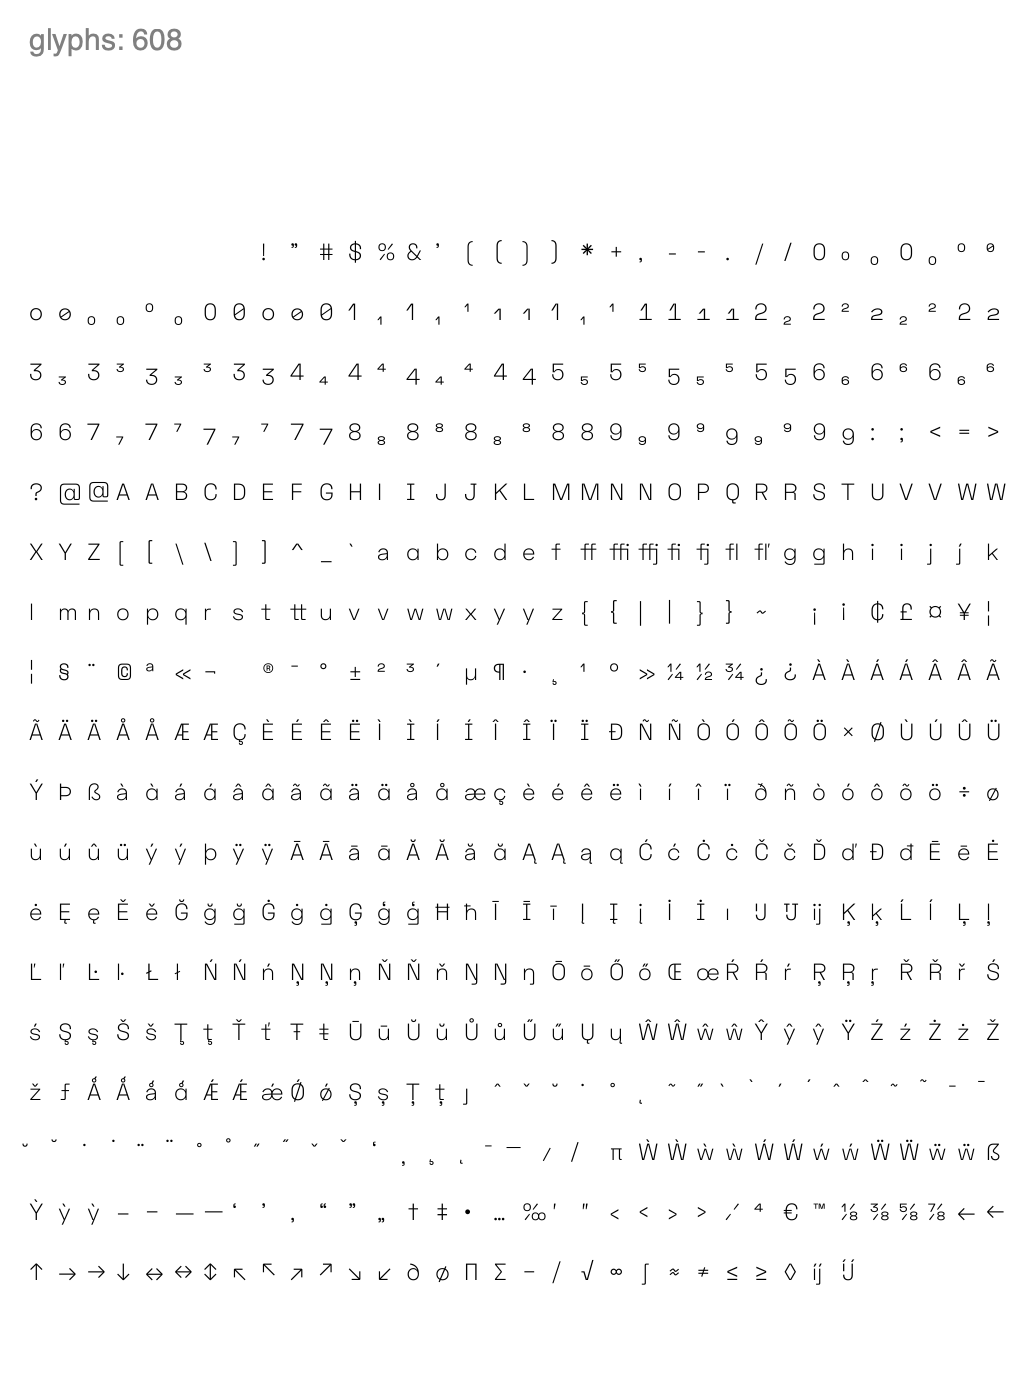 glyphs: 608
! ” # $ % & ’ ( ( ) ) * + , - - . / / 0 ₀ ₀ 0 ₀ ⁰ ⁰
o ø ₀ ₀ ⁰ ₀ 0 0 o ø 0 1 ₁ 1 ₁ ¹ 1 1 1 ₁ ¹ 1 1 1 1 2 ₂ 2 ² 2 ₂ ² 2 2
3 ₃ 3 ³ 3 ₃ ³ 3 3 4 ₄ 4 ⁴ 4 ₄ ⁴ 4 4 5 ₅ 5 ⁵ 5 ₅ ⁵ 5 5 6 ₆ 6 ⁶ 6 ₆ ⁶
6 6 7 ₇ 7 ⁷ 7 ₇ ⁷ 7 7 8 ₈ 8 ⁸ 8 ₈ ⁸ 8 8 9 ₉ 9 ⁹ 9 ₉ ⁹ 9 9 : ; < = >
? @ @ A A B C D E F G H I I J J K L M M N N O P Q R R S T U V V W W
X Y Z [ [ \ \ ] ] ^ _ ` a ɑ b c d e f ff ffi ffj fi fj fl fľ g g h i i j j́ k
l m n o p q r s t tt u v v w w x y y z { { | | } } ~ ¡ ¡ ₵ £ ¤ ¥ ¦
¦ § ¨ © ª « ¬ ® ¯ ° ± ² ³ ´ µ ¶ · ¸ ¹ º » ¼ ½ ¾ ¿ ¿ À À Á Á Â Â Ã
Ã Ä Ä Å Å Æ Æ Ç È É Ê Ë Ì Ì Í Í Î Î Ï Ï Ð Ñ Ñ Ò Ó Ô Õ Ö × Ø Ù Ú Û Ü
Ý Þ ß à ɑ̀ á ɑ́ â ɑ̂ ã ɑ̃ ä ɑ̈ å ɑ̊ æ ç è é ê ë ì í î ï ð ñ ò ó ô õ ö ÷ ø
ù ú û ü ý ý þ ÿ ÿ Ā Ā ā ɑ̄ Ă Ă ă ɑ̆ Ą Ą ą ɑ̨ Ć ć Ċ ċ Č č Ď ď Đ đ Ē ē Ė
ė Ę ę Ě ě Ğ ğ ğ Ġ ġ ġ Ģ ģ ģ Ħ ħ Ī Ī ī Į Į į İ İ ı Ĳ Ĳ ĳ Ķ ķ Ĺ ĺ Ļ ļ
Ľ ľ Ŀ ŀ Ł ł Ń Ń ń Ņ Ņ ņ Ň Ň ň Ŋ Ŋ ŋ Ō ō Ő ő Œ œ Ŕ Ŕ ŕ Ŗ Ŗ ŗ Ř Ř ř Ś
ś Ş ş Š š Ţ ţ Ť ť Ŧ ŧ Ū ū Ŭ ŭ Ů ů Ű ű Ų ų Ŵ Ŵ ŵ ŵ Ŷ ŷ ŷ Ÿ Ź ź Ż ż Ž
ž ƒ Ǻ Ǻ ǻ ɑ̊́ Ǽ Ǽ ǽ Ǿ ǿ Ș ș Ț ț ȷ ˆ ˇ ˘ ˙ ˚ ˛ ˜ ˝ ̀ ̀ ́ ́ ̂ ̂ ̃ ̃ ̄ ̄
̆ ̆ ̇ ̇ ̈ ̈ ̊ ̊ ̋ ̋ ̌ ̌ ̒ ̦ ̧ ̨ ̵ ̶ ̷ ̸ π Ẁ Ẁ ẁ ẁ Ẃ Ẃ ẃ ẃ Ẅ Ẅ ẅ ẅ ẞ
Ỳ ỳ ỳ – – — — ‘ ’ ‚ “ ” „ † ‡ • … ‰ ′ ″ ‹ ‹ › › ⁄ ⁴ € ™ ⅛ ⅜ ⅝ ⅞ ← ←
↑ → → ↓ ↔ ↔ ↕ ↖ ↖ ↗ ↗ ↘ ↙ ∂ ø ∏ ∑ − ∕ √ ∞ ∫ ≈ ≠ ≤ ≥ ◊ íj́ ÍJ́